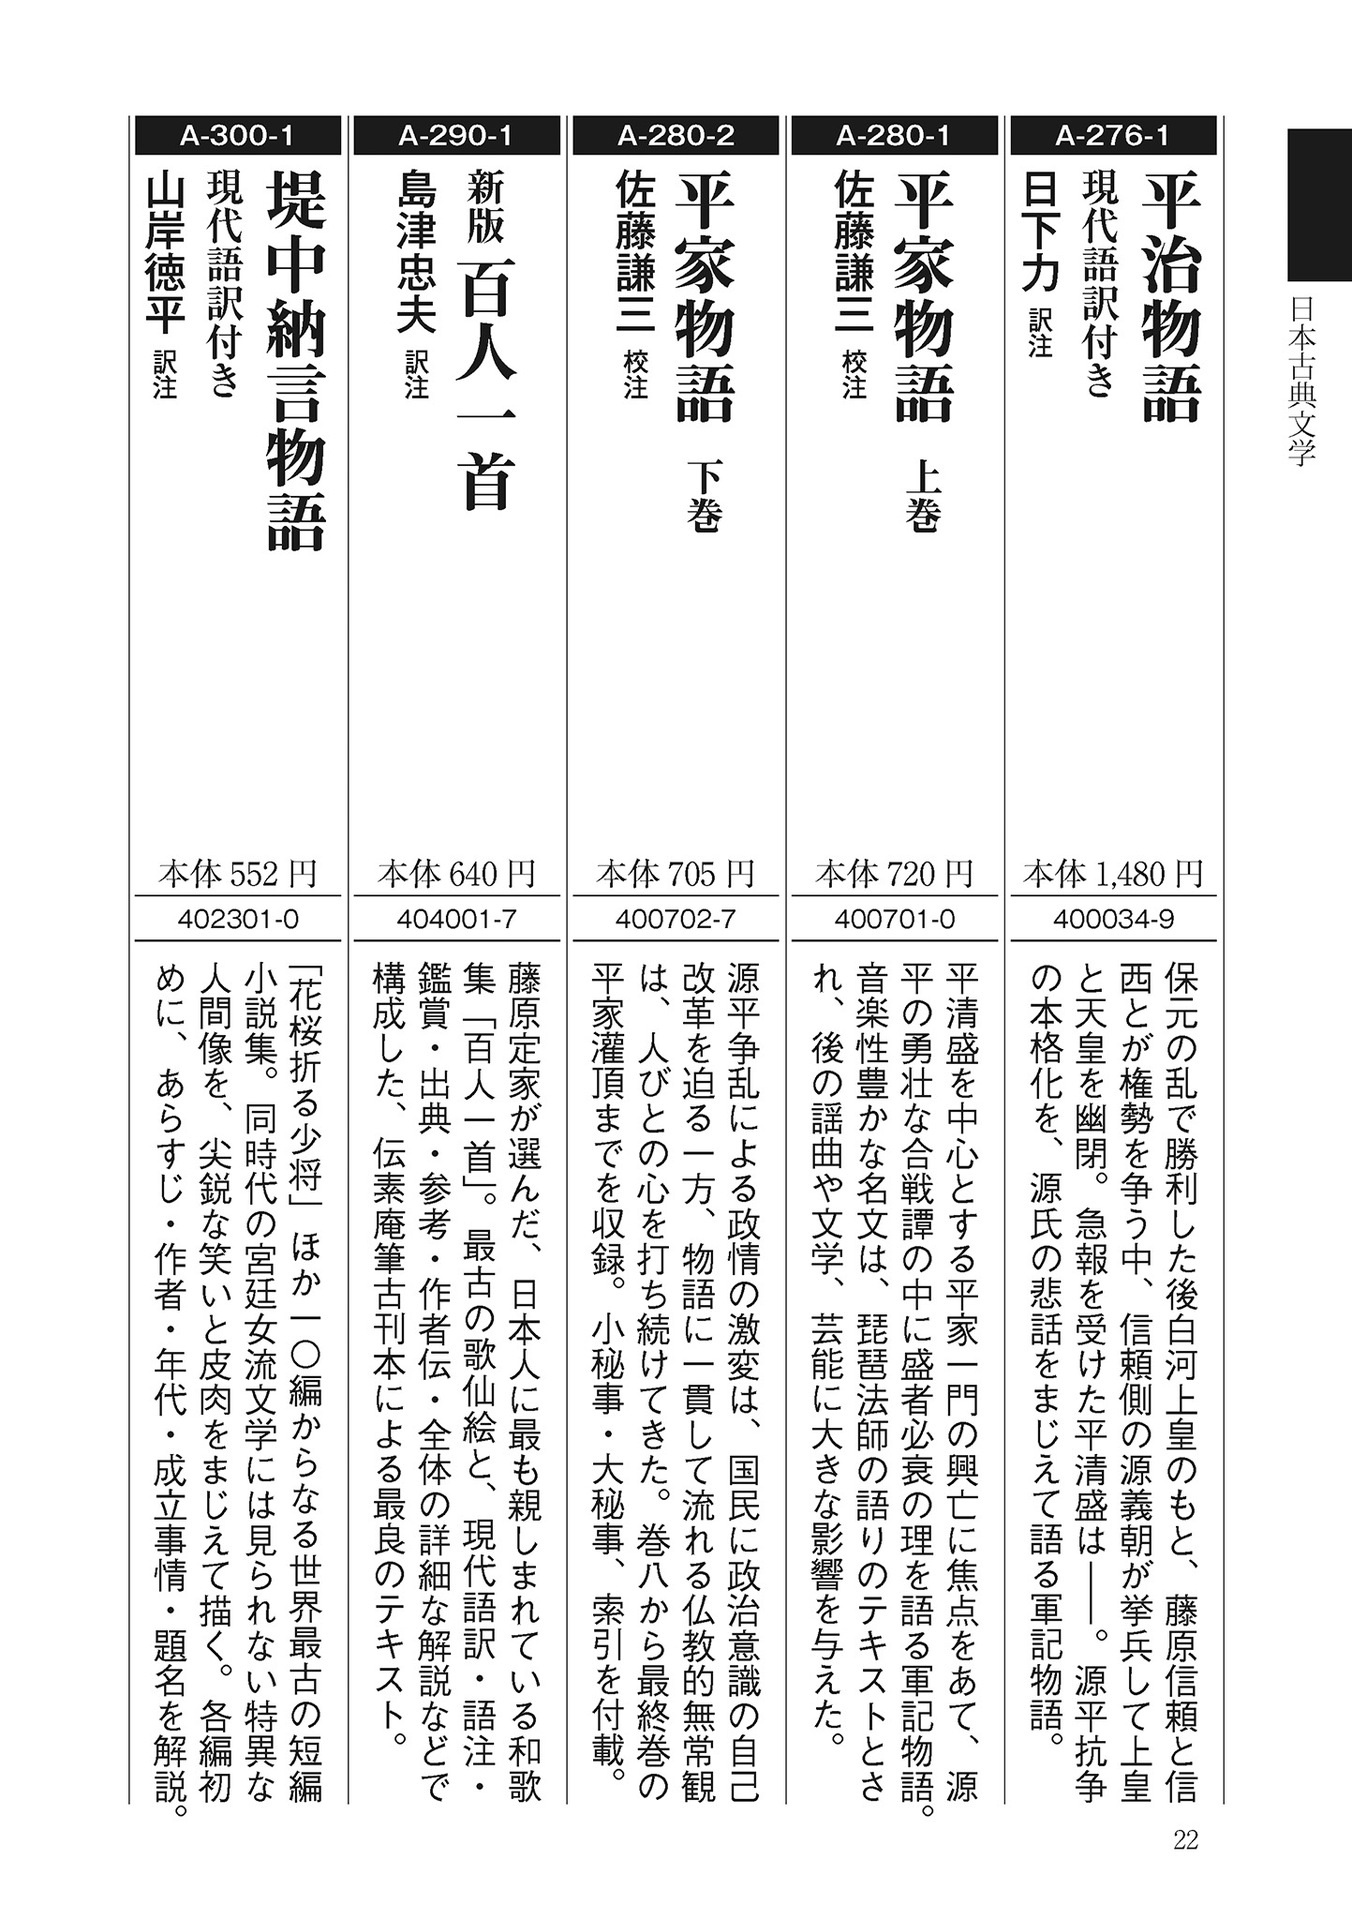 日本古典文学
A-276-1
平治物語
現代語訳付き
日下力 訳注
本体 1,480 円
400034-9
保元の乱で勝利した後白河上皇のもと、藤原信頼と信
西とが権勢を争う中、信頼側の源義朝が挙兵して上皇
と天皇を幽閉。急報を受けた平清盛は――。源平抗争
の本格化を、源氏の悲話をまじえて語る軍記物語。
A-280-1
平家物語 上巻
佐藤謙三 校注
本体 720 円
400701-0
平清盛を中心とする平家一門の興亡に焦点をあて、源
平の勇壮な合戦譚の中に盛者必衰の理を語る軍記物語。
音楽性豊かな名文は、琵琶法師の語りのテキストとさ
れ、後の謡曲や文学、芸能に大きな影響を与えた。
A-280-2
平家物語 下巻
佐藤謙三 校注
本体 705 円
400702-7
源平争乱による政情の激変は、国民に政治意識の自己
改革を迫る一方、物語に一貫して流れる仏教的無常観
は、人びとの心を打ち続けてきた。巻八から最終巻の
平家灌頂までを収録。小秘事・大秘事、索引を付載。
A-290-1
新版 百人一首
島津忠夫 訳注
本体 640 円
404001-7
藤原定家が選んだ、日本人に最も親しまれている和歌
集「百人一首」。最古の歌仙絵と、現代語訳・語注・
鑑賞・出典・参考・作者伝・全体の詳細な解説などで
構成した、伝素庵筆古刊本による最良のテキスト。
A-300-1
堤中納言物語
現代語訳付き
山岸徳平 訳注
本体 552 円
402301-0
「花桜折る少将」ほか一〇編からなる世界最古の短編
小説集。同時代の宮廷女流文学には見られない特異な
人間像を、尖鋭な笑いと皮肉をまじえて描く。各編初
めに、あらすじ・作者・年代・成立事情・題名を解説。
22